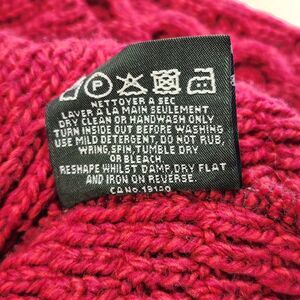 P
NETTOYER A SEC
LAVER A LA MAIN SEULEMENT
DRY CLEAN OR HANDWASH ONLY
TURN INSIDE OUT BEFORE WASHING
USE MILD DETERGENT, DO NOT RUB,
WRING, SPIN, TUMBLE DRY
OR BLEACH.
RESHAPE WHILST DAMP, DRY FLAT
AND IRON ON REVERSE.
CA No.